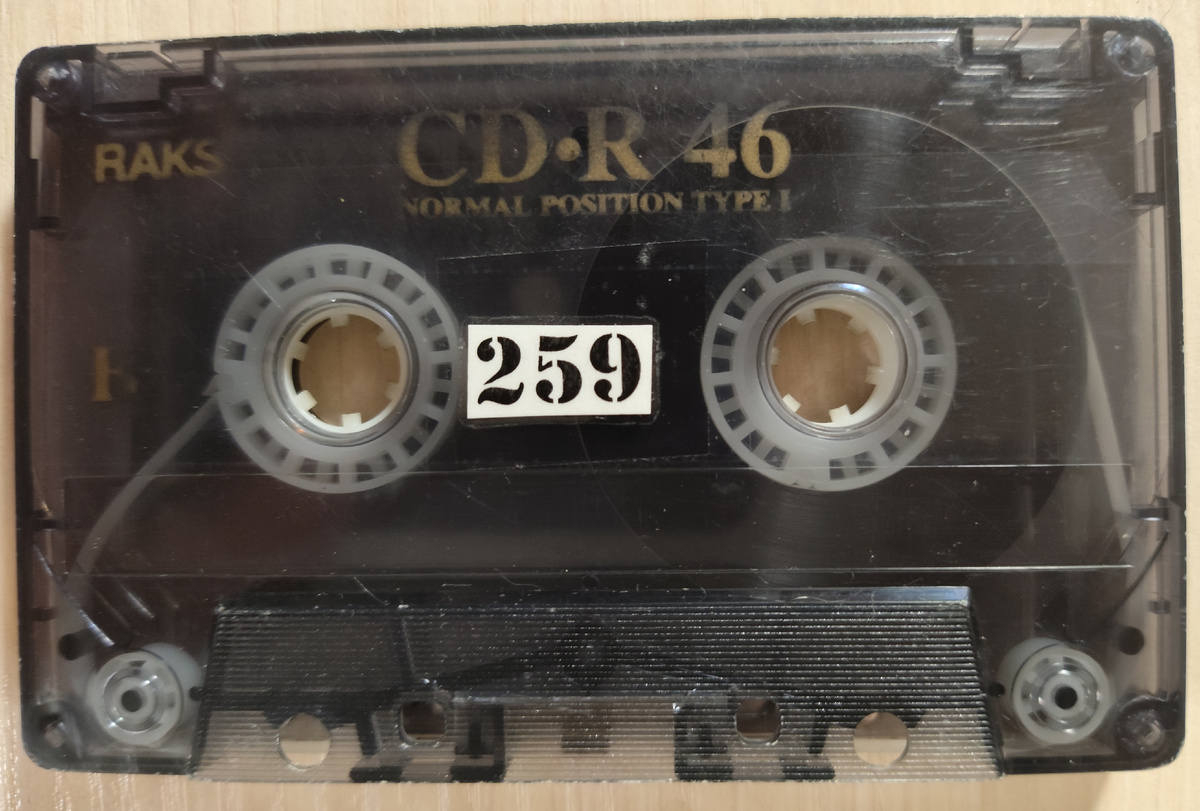 CD•R 46
RAKS
NORMAL POSITION TYPE I
259